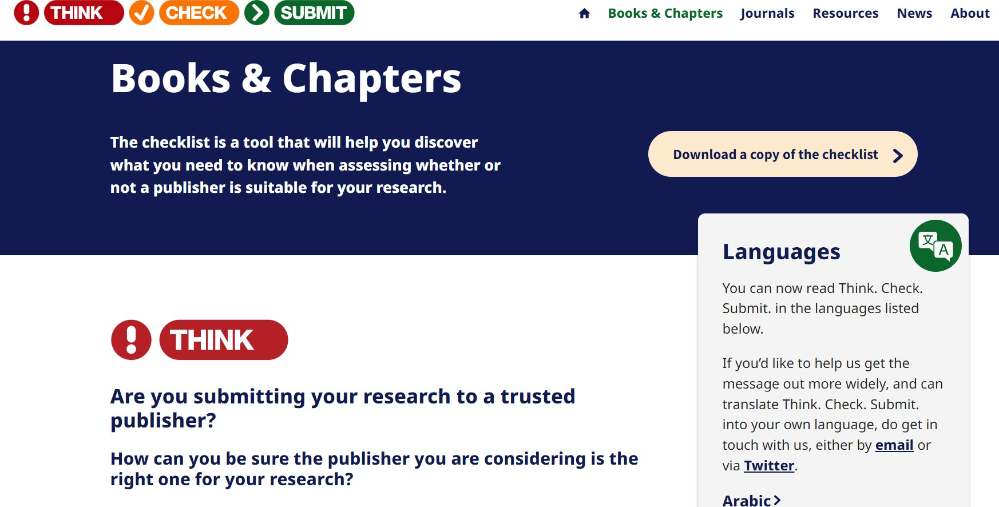 THINK CHECK SUBMIT
Books & Chapters Journals Resources News About
Books & Chapters
The checklist is a tool that will help you discover
what you need to know when assessing whether or
not a publisher is suitable for your research.
Download a copy of the checklist
Languages
文A
You can now read Think. Check.
Submit. in the languages listed
below.
If you’d like to help us get the
message out more widely, and can
translate Think. Check. Submit.
into your own language, do get in
touch with us, either by email or
via Twitter.
Arabic
THINK
Are you submitting your research to a trusted
publisher?
How can you be sure the publisher you are considering is the
right one for your research?